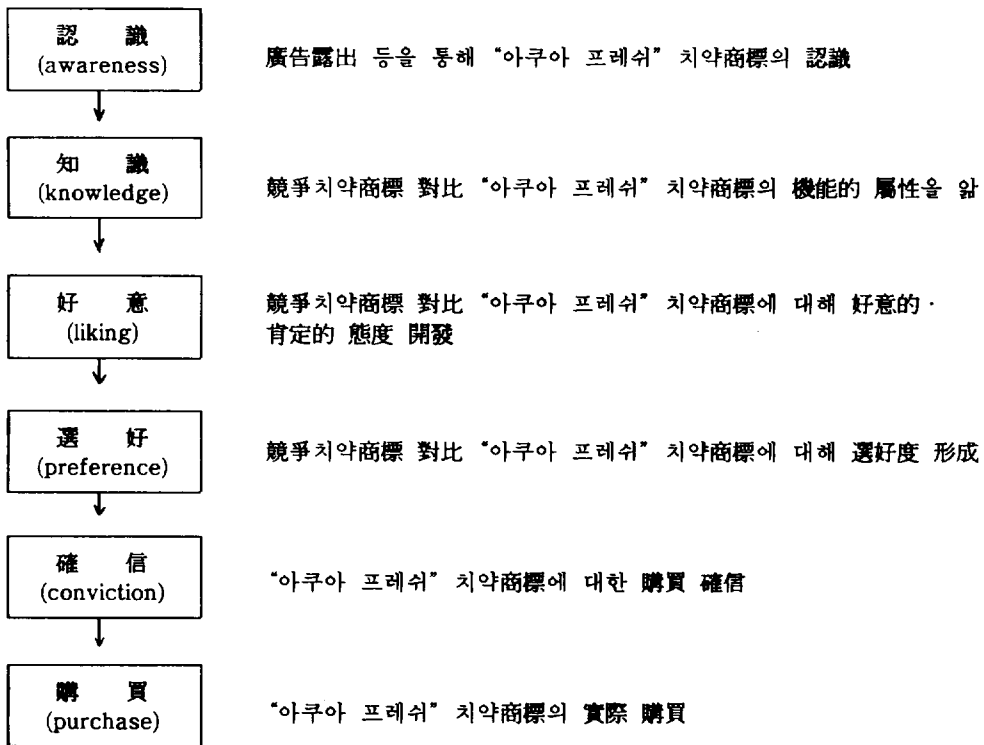 認 識
(awareness)
廣告露出 등을 통해 “아쿠아 프레쉬” 치약商標의 認識
知 識
(knowledge)
競爭치약商標 對比 “아쿠아 프레쉬” 치약商標의 機能的 屬性을 앎
好 意
(liking)
競爭치약商標 對比 “아쿠아 프레쉬” 치약商標에 대해 好意的·
肯定的 態度 開發
選 好
(preference)
競爭치약商標 對比 “아쿠아 프레쉬” 치약商標에 대해 選好度 形成
確 信
(conviction)
“아쿠아 프레쉬” 치약商標에 대한 購買 確信
購 買
(purchase)
“아쿠아 프레쉬” 치약商標의 實際 購買